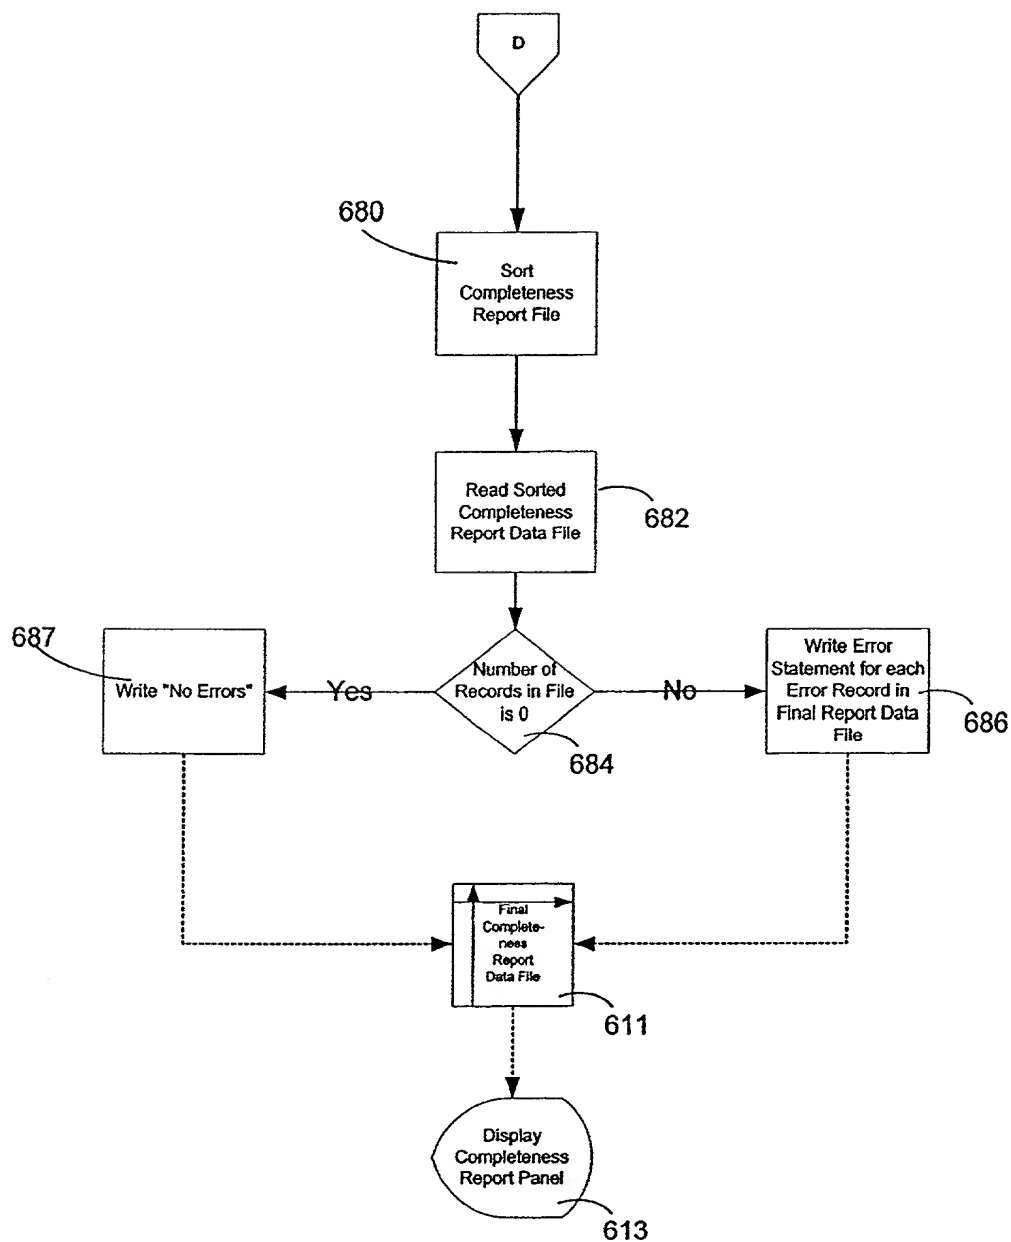 D
680
Sort
Completeness
Report File
Read Sorted
Completeness
Report Data File
682
687
Write "No Errors"
Yes
Number of
Records in File
is 0
684
No
Write Error
Statement for each
Error Record in
Final Report Data
File
686
Final
Complete-
ness
Report
Data File
611
Display
Completeness
Report Panel
613